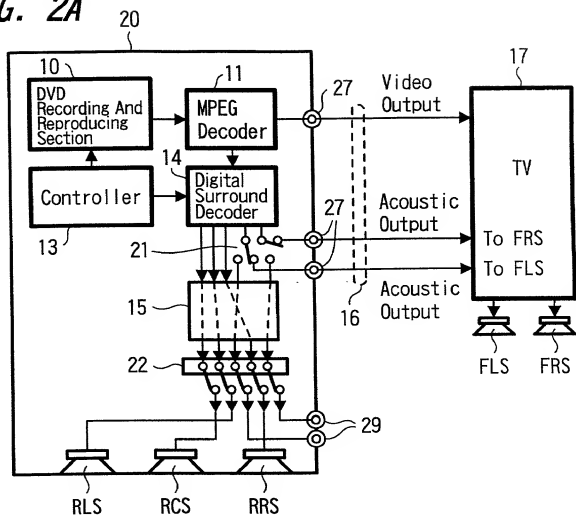 FIG. 2A
20
10
DVD
Recording And
Reproducing
Section
11
MPEG
Decoder
27
Video
Output
17
TV
Controller
13
14
Digital
Surround
Decoder
21
27
Acoustic
Output
To FRS
To FLS
Acoustic
Output
16
15
22
29
FLS
FRS
RLS
RCS
RRS